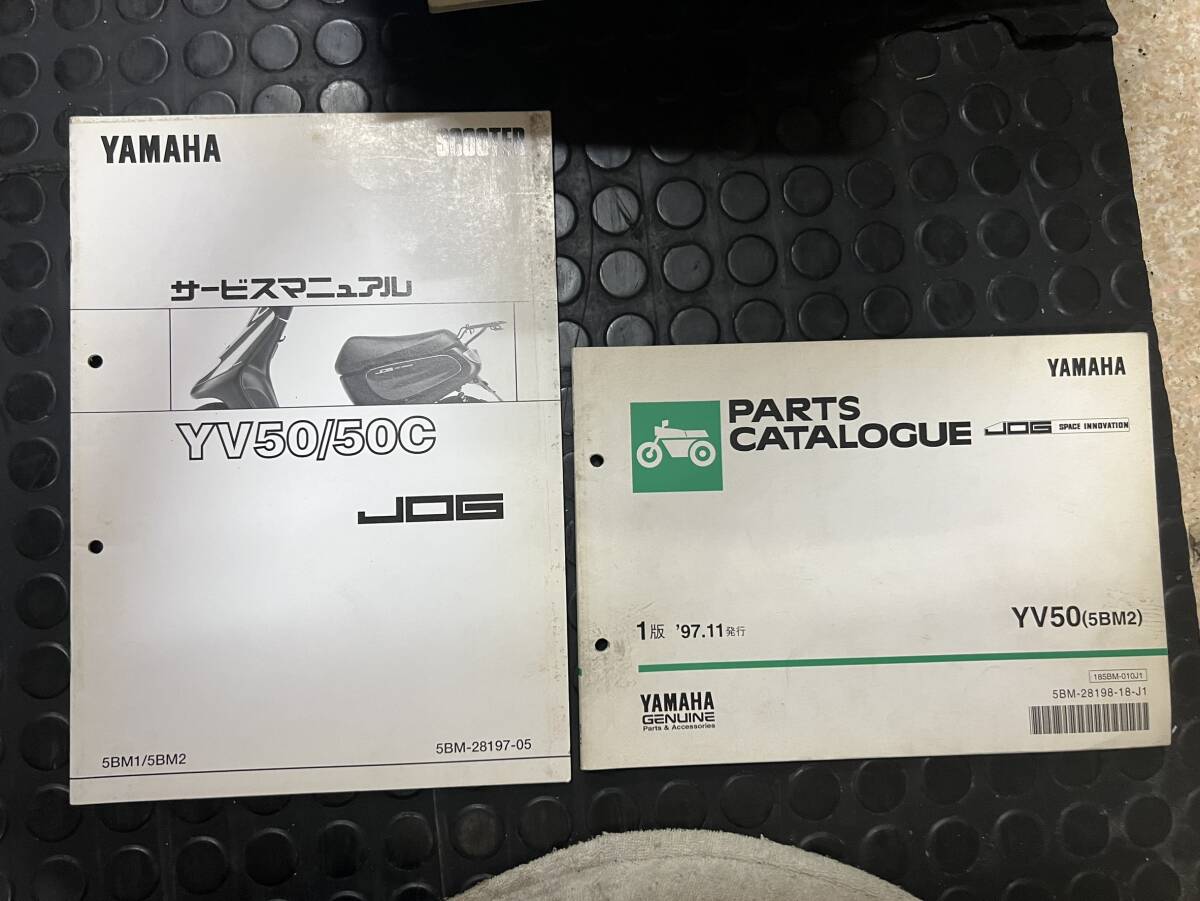 YAMAHA
SCOOTER
サービスマニュアル
JOG
YV50/50C
JOG
5BM1/5BM2
5BM-28197-05
YAMAHA
PARTS
CATALOGUE
JOG SPACE INNOVATION
1版 '97.11発行
YV50(5BM2)
185BM-010J1
5BM-28198-18-J1
YAMAHA
GENUINE
Parts & Accessories